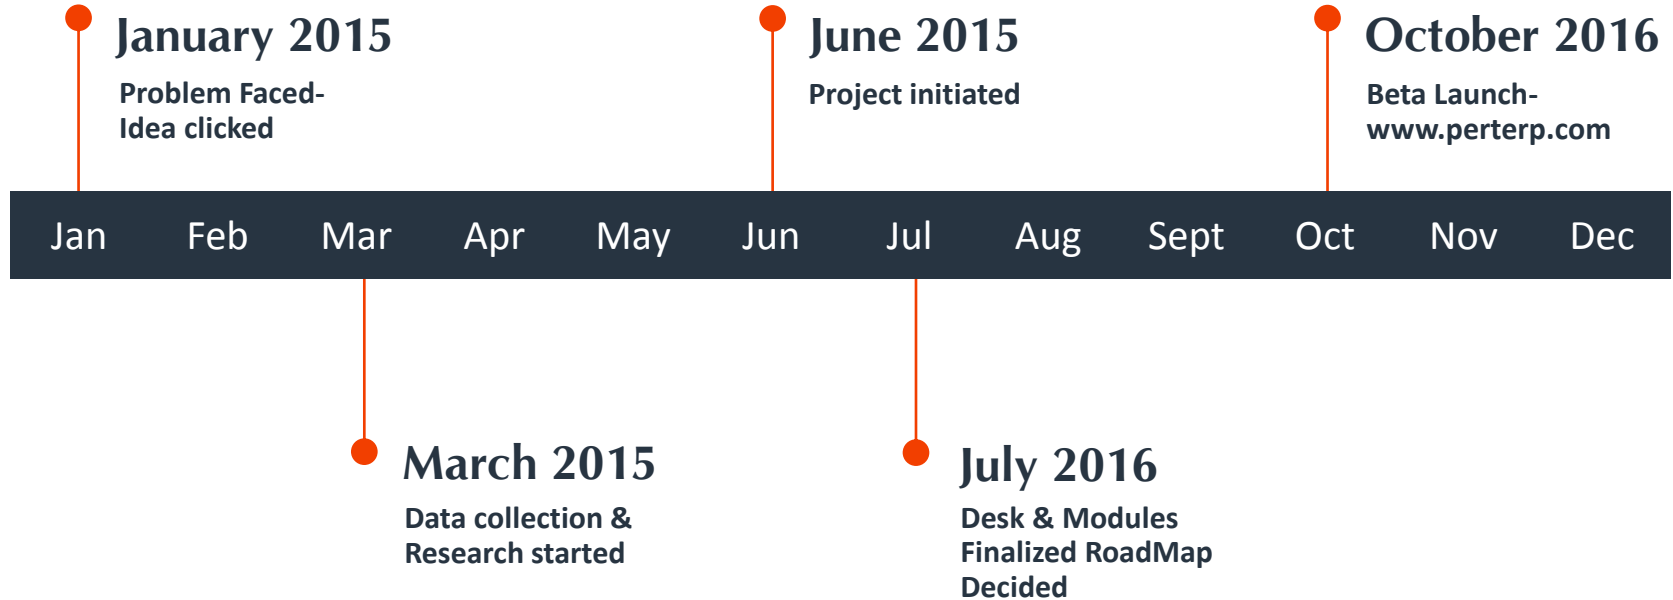 January 2015
Problem Faced-
Idea clicked
June 2015
Project initiated
October 2016
Beta Launch-
www.perterp.com
Jan Feb Mar Apr May Jun Jul Aug Sept Oct Nov Dec
March 2015
Data collection &
Research started
July 2016
Desk & Modules
Finalized RoadMap
Decided